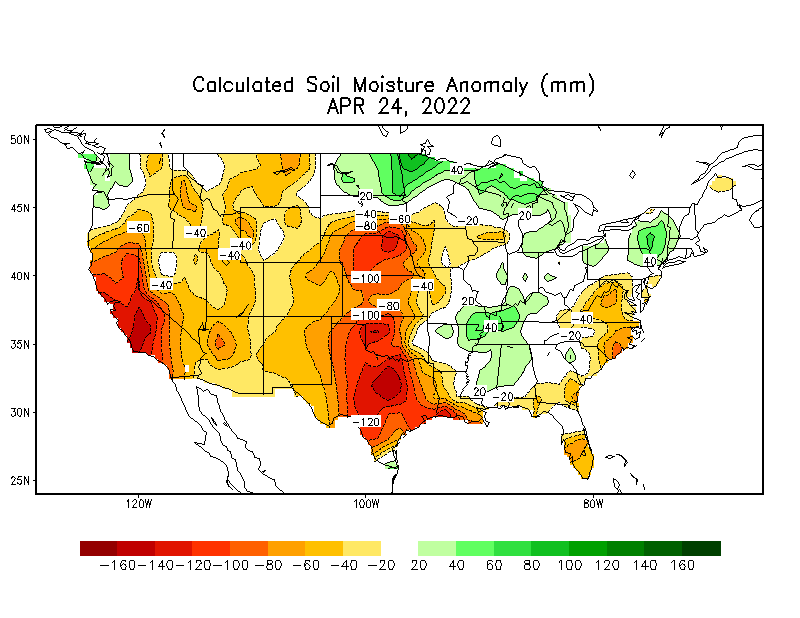 Calculated Soil Moisture Anomaly (mm)
APR 24, 2022
50N
40
20
45N
-40 -60 -20 20
-60 -80
-40 -40
-40 40
40N -40 -100 -40
-80 20
-100 -40
40 -20
35N
20 -20
30N -120
25N
120W 100W 80W
-160 -140 -120 -100 -80 -60 -40 -20 20 40 60 80 100 120 140 160